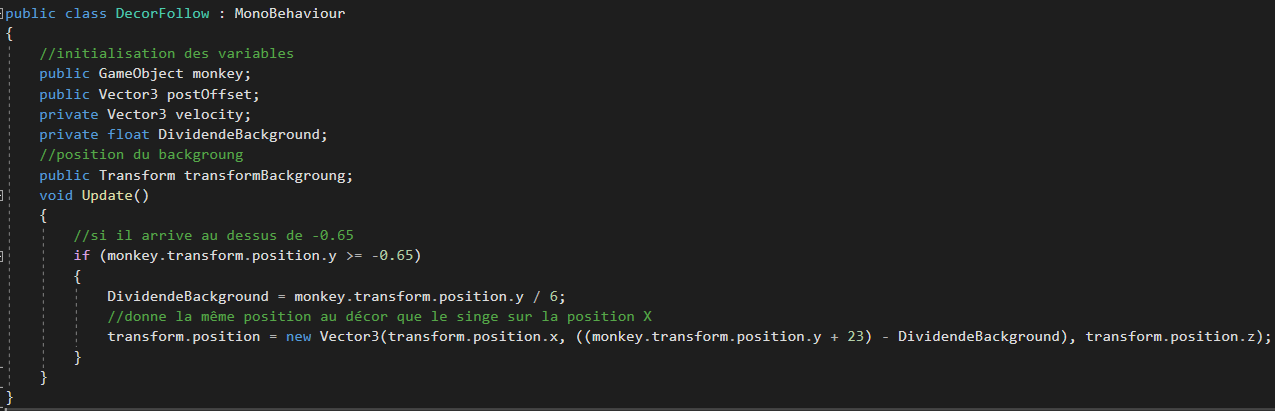 public class DecorFollow : MonoBehaviour
{
//initialisation des variables
public GameObject monkey;
public Vector3 postOffset;
private Vector3 velocity;
private float DividendeBackground;
//position du backgroung
public Transform transformBackgroung;
void Update()
{
//si il arrive au dessus de -0.65
if (monkey.transform.position.y >= -0.65)
{
DividendeBackground = monkey.transform.position.y / 6;
//donne la même position au décor que le singe sur la position X
transform.position = new Vector3(transform.position.x, ((monkey.transform.position.y + 23) - DividendeBackground), transform.position.z);
}
}
}